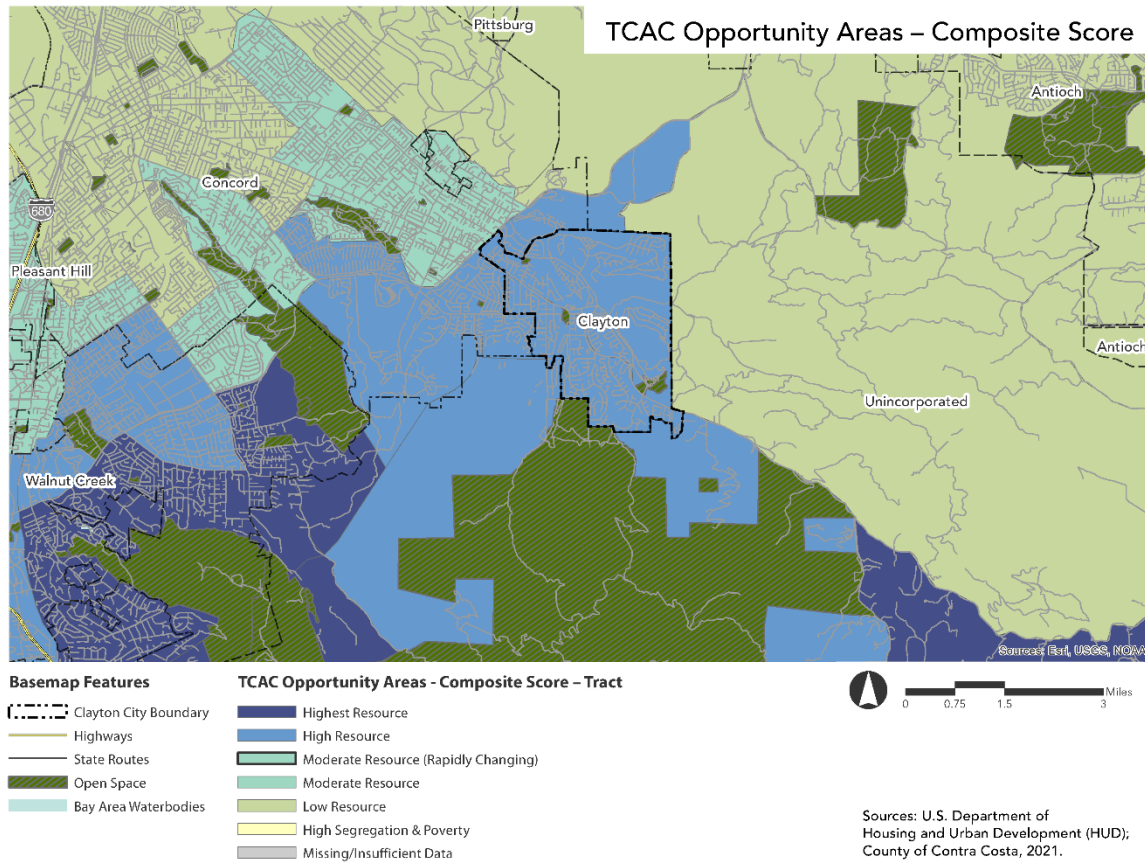 TCAC Opportunity Areas – Composite Score
Pittsburg
Antioch
Concord
680
Pleasant Hill
Clayton
Antioch
Unincorporated
Walnut Creek
Sources: Esri, USGS, NOAA
Basemap Features
Clayton City Boundary
Highways
State Routes
Open Space
Bay Area Waterbodies
TCAC Opportunity Areas - Composite Score – Tract
Highest Resource
High Resource
Moderate Resource (Rapidly Changing)
Moderate Resource
Low Resource
High Segregation & Poverty
Missing/Insufficient Data
Miles
0 0.75 1.5 3
Sources: U.S. Department of
Housing and Urban Development (HUD);
County of Contra Costa, 2021.